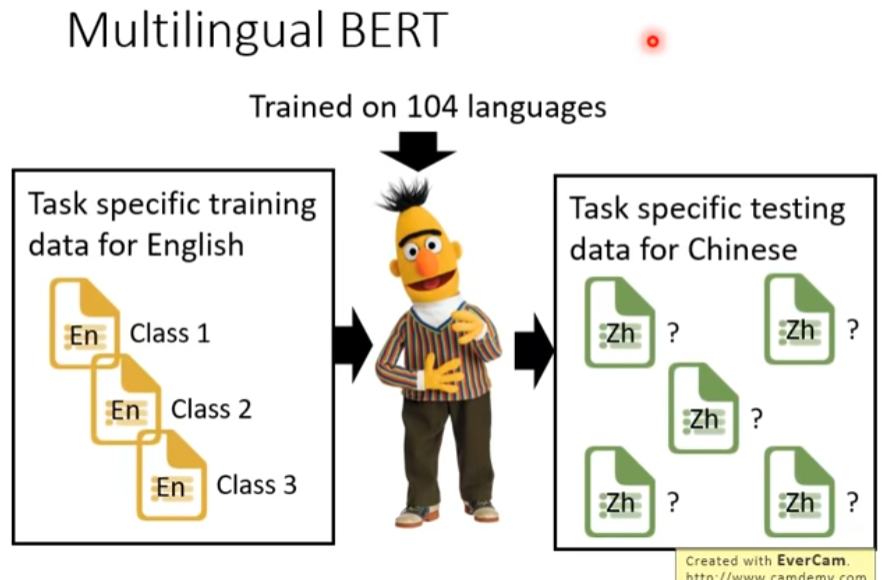 Multilingual BERT
Trained on 104 languages
Task specific training
data for English
En Class 1
En Class 2
En Class 3
Task specific testing
data for Chinese
Zh ? Zh ?
Zh ?
Zh ? Zh ?
Created with EverCam.
http://www.camdemy.com